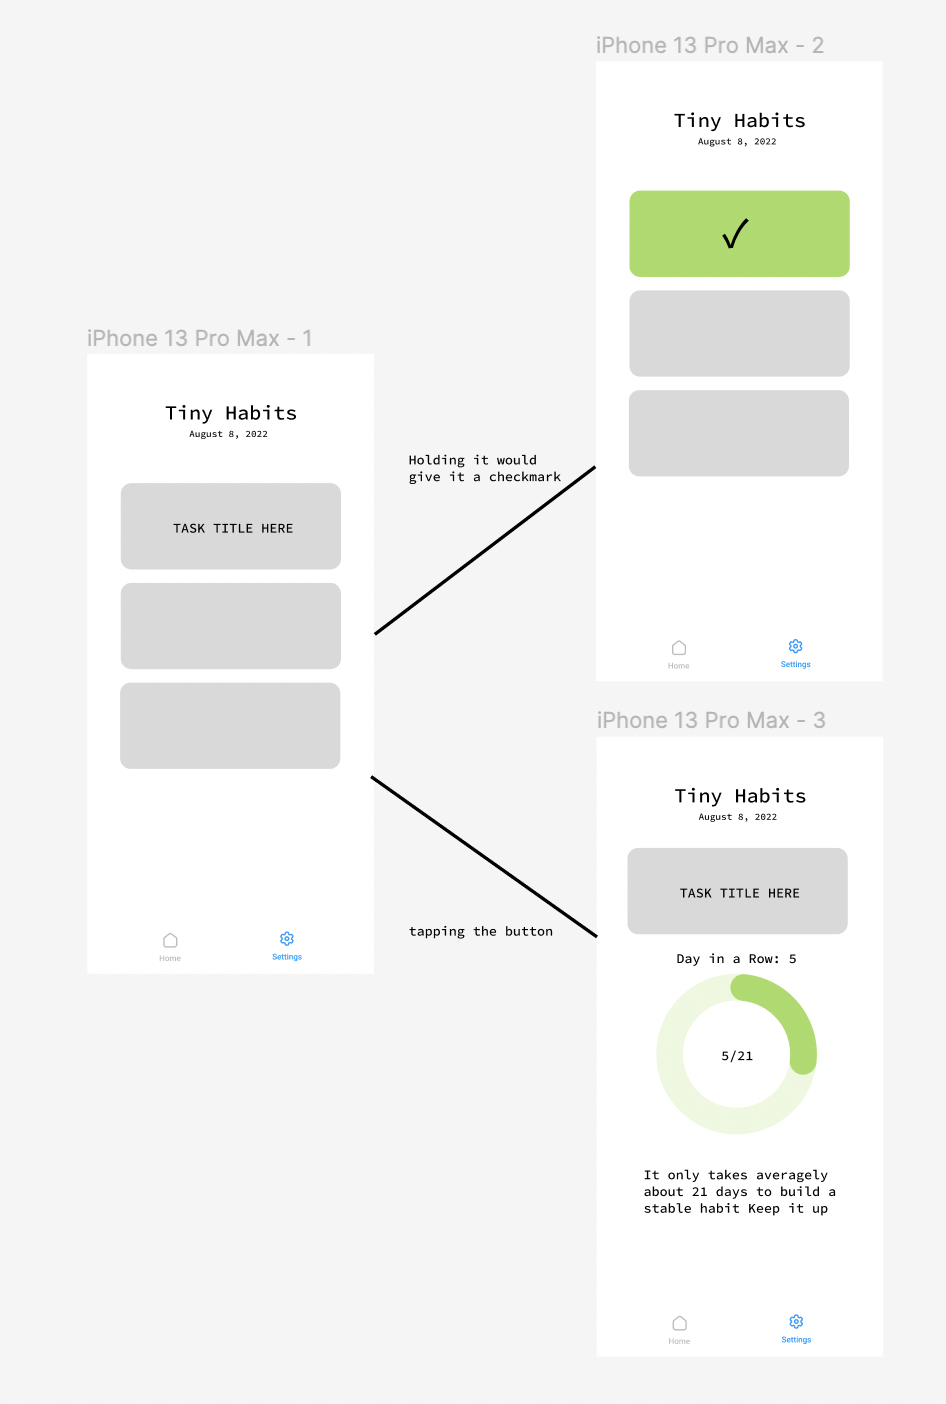 iPhone 13 Pro Max - 2
Tiny Habits
August 8, 2022
Home
Settings
iPhone 13 Pro Max - 1
Tiny Habits
August 8, 2022
TASK TITLE HERE
Home
Settings
Holding it would
give it a checkmark
tapping the button
iPhone 13 Pro Max - 3
Tiny Habits
August 8, 2022
TASK TITLE HERE
Day in a Row: 5
5/21
It only takes averagely
about 21 days to build a
stable habit Keep it up
Home
Settings